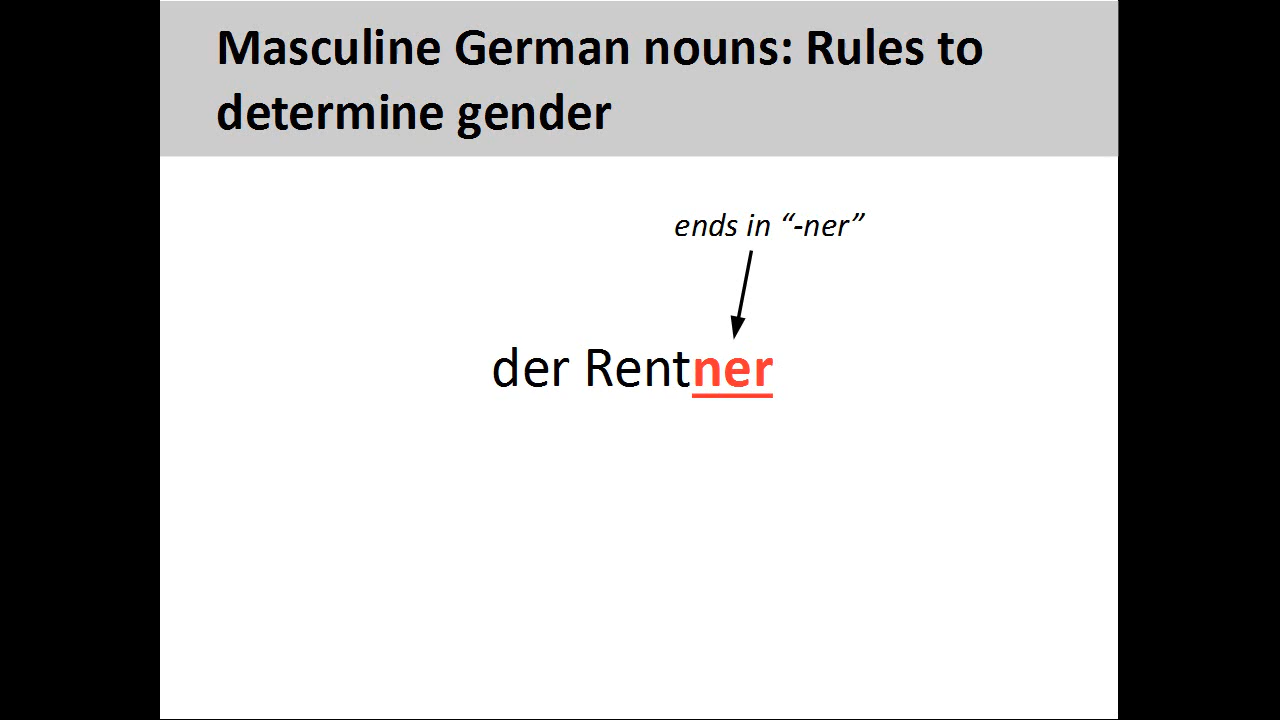 Masculine German nouns: Rules to
determine gender
ends in “-ner”
der Rentner